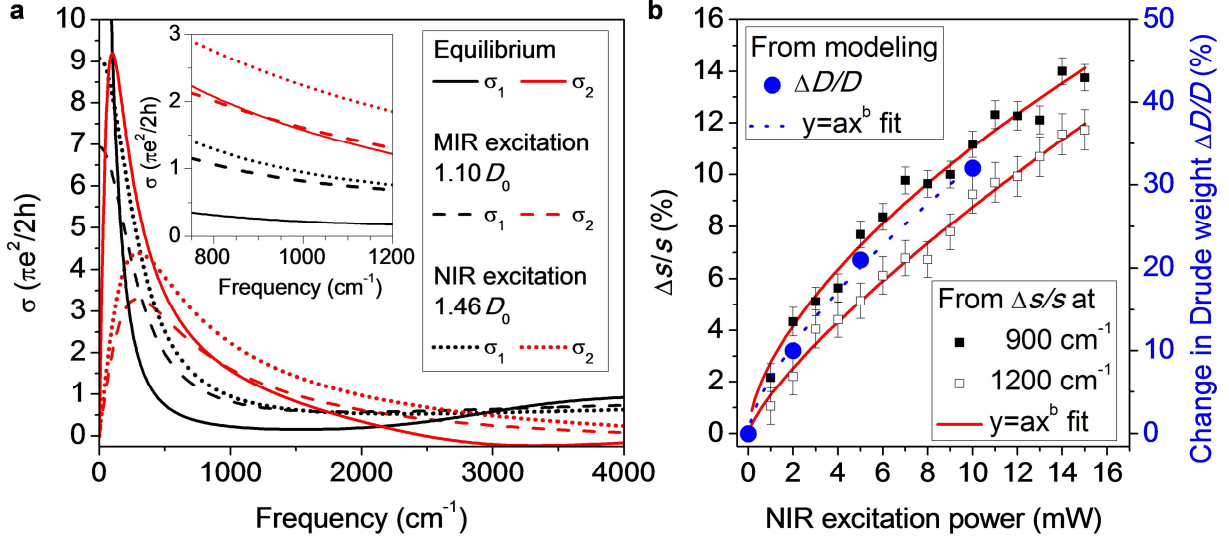 a
10
9
8
7
6
5
4
3
2
1
0
σ (πe²/2h)
0
1000
2000
3000
4000
Frequency (cm⁻¹)
3
2
1
0
σ (πe²/2h)
800
1000
1200
Frequency (cm⁻¹)
Equilibrium
σ₁ σ₂
MIR excitation
1.10 D₀
σ₁ σ₂
NIR excitation
1.46 D₀
σ₁ σ₂
b
14
12
10
8
6
4
2
0
Δs/s (%)
0 2 4 6 8 10 12 14 16
NIR excitation power (mW)
50
40
30
20
10
0
Change in Drude weight ΔD/D (%)
From modeling
ΔD/D
y=axᵇ fit
From Δs/s at
900 cm⁻¹
1200 cm⁻¹
y=axᵇ fit